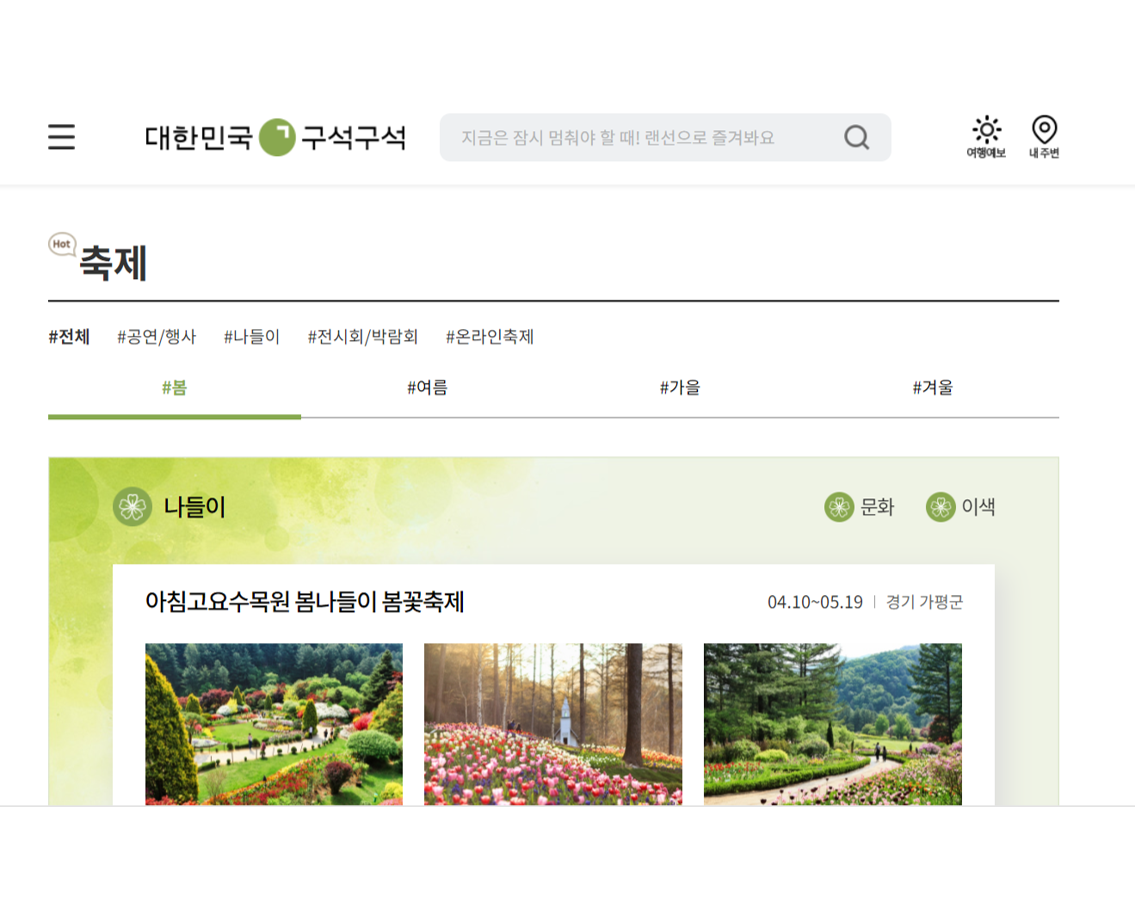 대한민국 구석구석
지금은 잠시 멈춰야 할 때! 랜선으로 즐겨봐요
여행예보 내 주변
Hot
축제
#전체 #공연/행사 #나들이 #전시회/박람회 #온라인축제
#봄 #여름 #가을 #겨울
나들이 문화 이색
아침고요수목원 봄나들이 봄꽃축제 04.10~05.19 경기 가평군